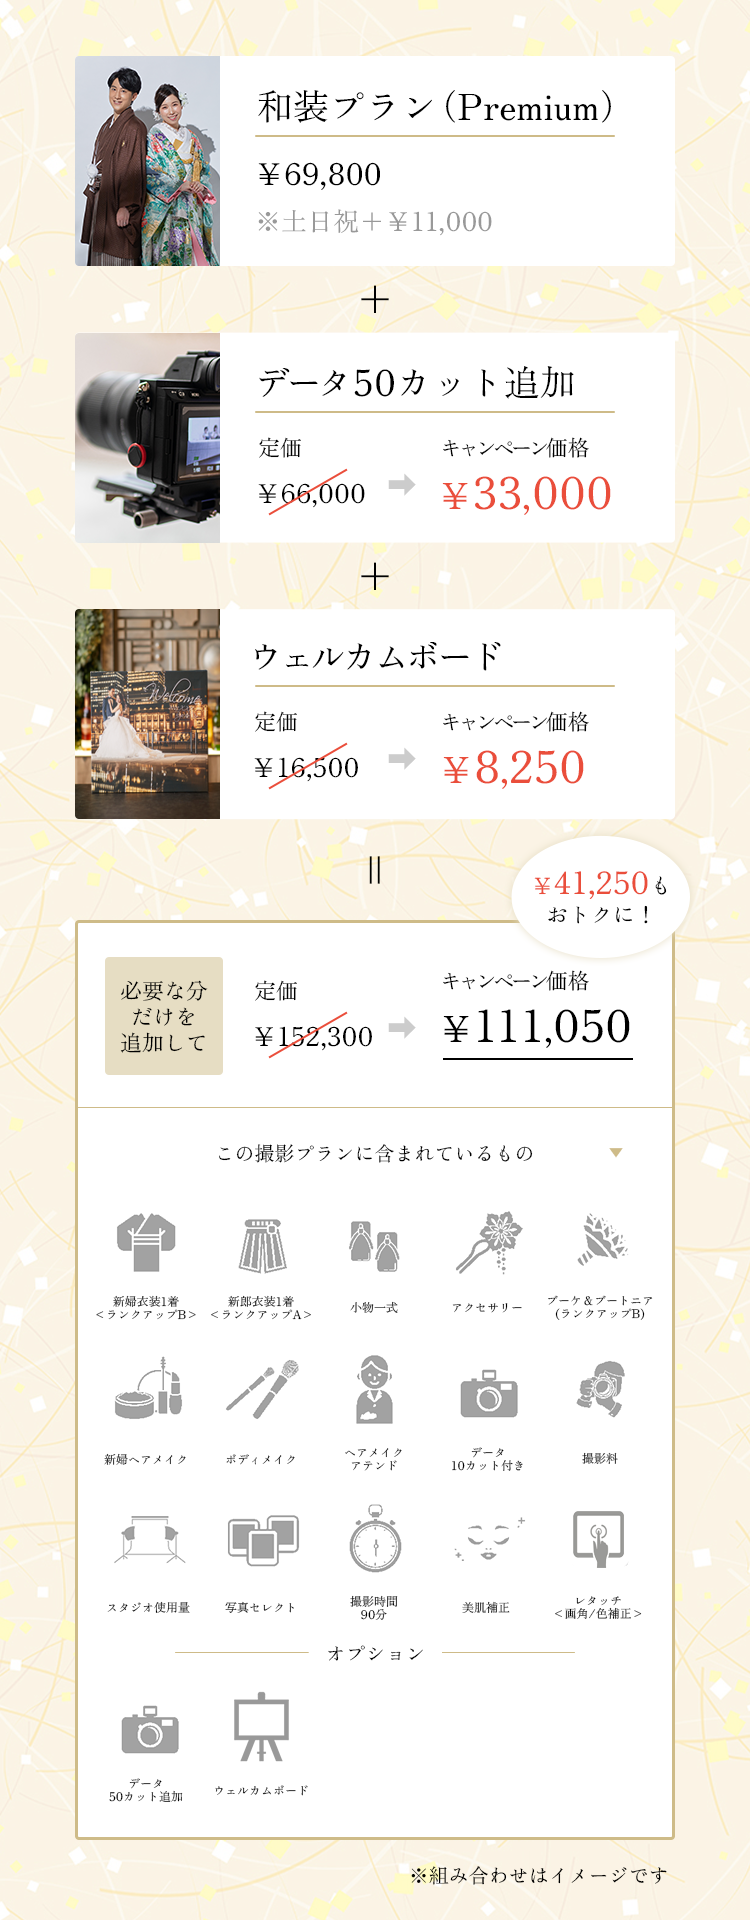 和装プラン（Premium）
￥69,800
※土日祝＋￥11,000
＋
データ50カット追加
定価
キャンペーン価格
￥66,000
￥33,000
＋
Welcome
ウェルカムボード
定価
キャンペーン価格
￥16,500
￥8,250
￥41,250も
おトクに！
必要な分
だけを
追加して
定価
キャンペーン価格
￥152,300
￥111,050
この撮影プランに含まれているもの
新婦衣装1着
＜ランクアップB＞
新郎衣装1着
＜ランクアップA＞
小物一式
アクセサリー
ブーケ＆ブートニア
(ランクアップB)
新婦ヘアメイク
ボディメイク
ヘアメイク
アテンド
データ
10カット付き
撮影料
スタジオ使用量
写真セレクト
撮影時間
90分
美肌補正
レタッチ
＜画角/色補正＞
オプション
データ
50カット追加
ウェルカムボード
※組み合わせはイメージです